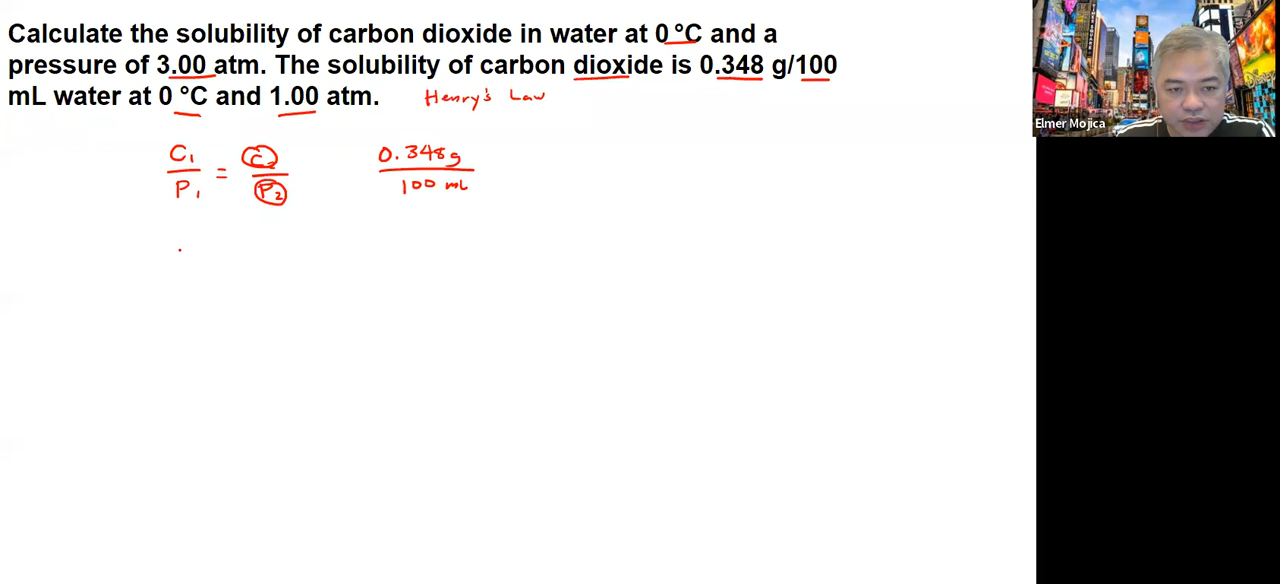 Calculate the solubility of carbon dioxide in water at 0 °C and a
pressure of 3.00 atm. The solubility of carbon dioxide is 0.348 g/100
mL water at 0 °C and 1.00 atm. Henry's Law
C₁ / P₁ = C₂ / P₂
0.348g / 100 mL
Elmer Mojica